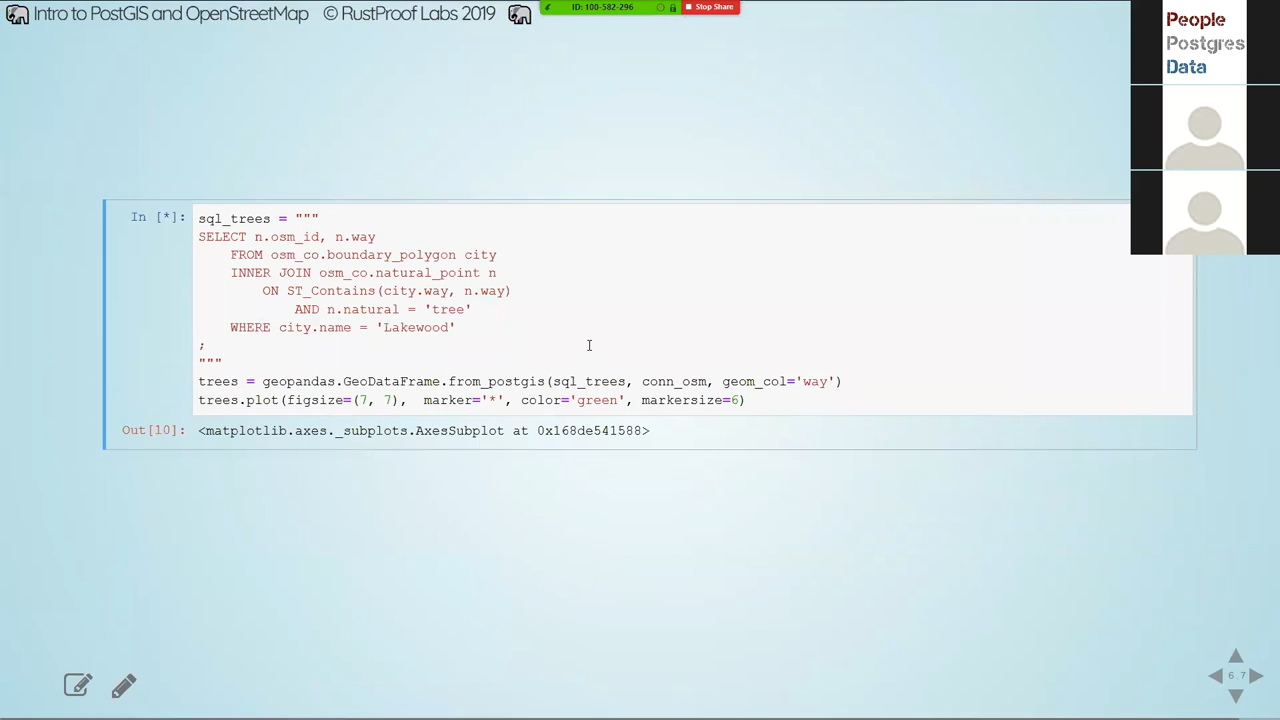 Intro to PostGIS and OpenStreetMap © RustProof Labs 2019
ID: 100-582-296
Stop Share
People
Postgres
Data
In [*]:
sql_trees = """
SELECT n.osm_id, n.way
FROM osm_co.boundary_polygon city
INNER JOIN osm_co.natural_point n
ON ST_Contains(city.way, n.way)
AND n.natural = 'tree'
WHERE city.name = 'Lakewood'
;
"""
trees = geopandas.GeoDataFrame.from_postgis(sql_trees, conn_osm, geom_col='way')
trees.plot(figsize=(7, 7),  marker='*', color='green', markersize=6)
Out[10]: <matplotlib.axes._subplots.AxesSubplot at 0x168de541588>
6.7